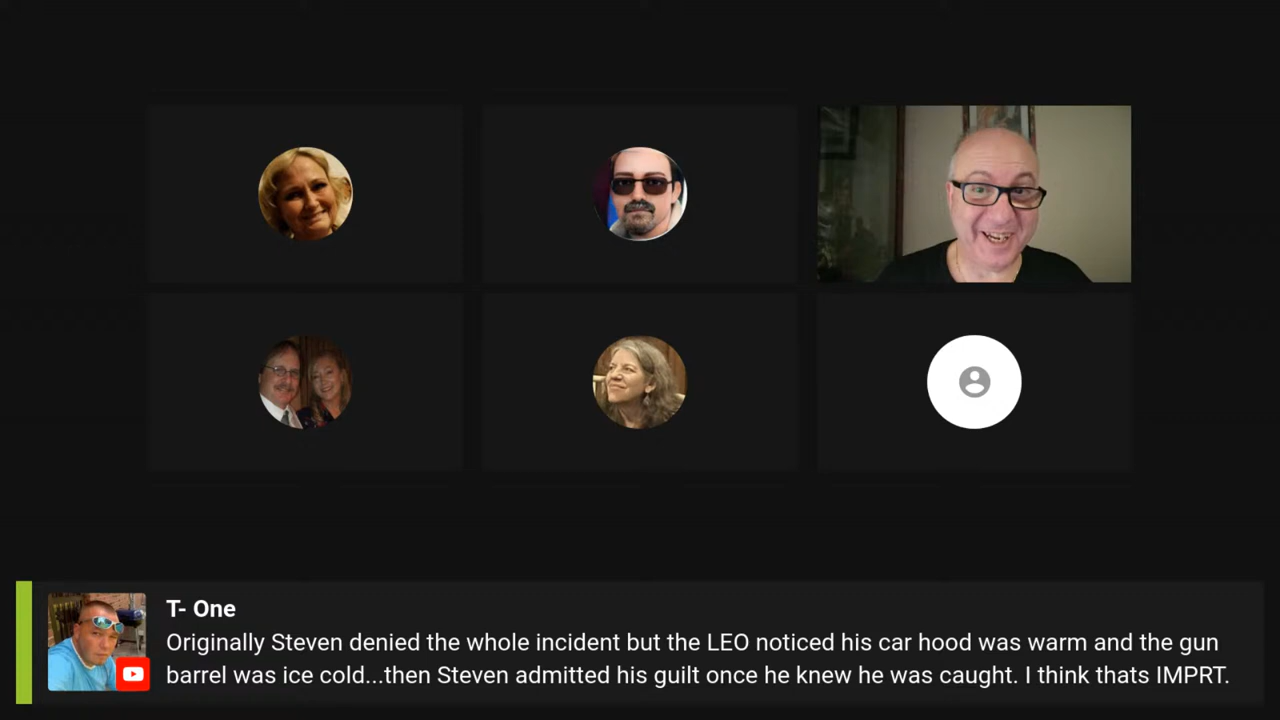 T- One
Originally Steven denied the whole incident but the LEO noticed his car hood was warm and the gun
barrel was ice cold...then Steven admitted his guilt once he knew he was caught. I think thats IMPRT.